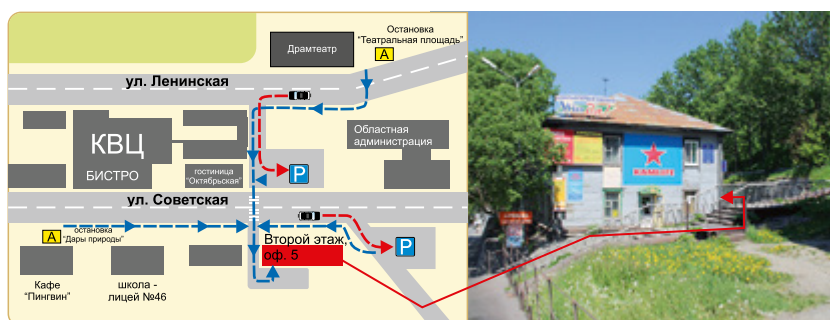 Остановка
"Театральная площадь"
А
Драмтеатр
ул. Ленинская
КВЦ
БИСТРО
гостиница
"Октябрьская"
Областная
администрация
P
ул. Советская
А
остановка
"Дары природы"
Второй этаж,
оф. 5
P
Кафе
"Пингвин"
школа -
лицей №46